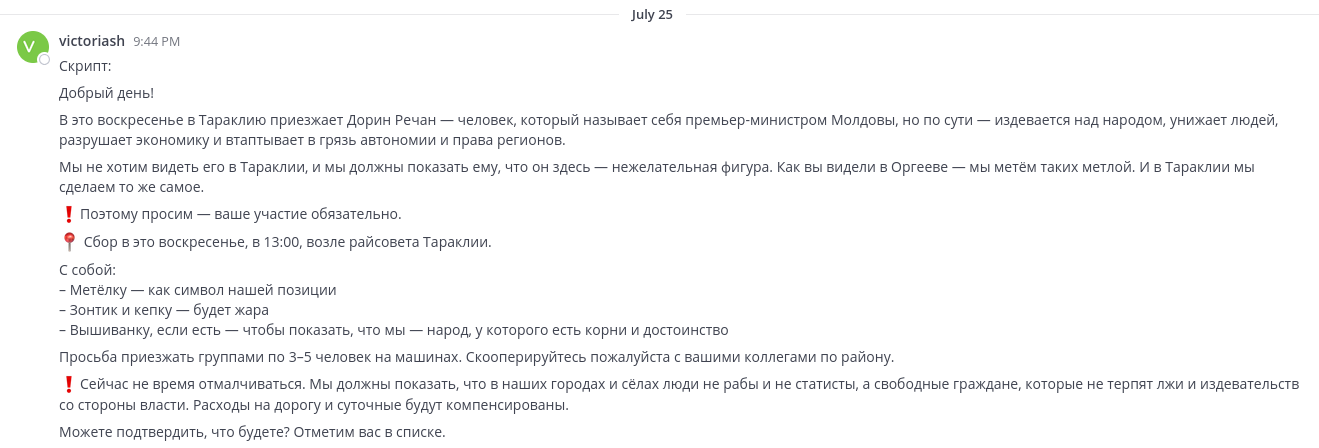 July 25
victoriash 9:44 PM
Скрипт:
Добрый день!
В это воскресенье в Тараклию приезжает Дорин Речан — человек, который называет себя премьер-министром Молдовы, но по сути — издевается над народом, унижает людей,
разрушает экономику и втаптывает в грязь автономии и права регионов.
Мы не хотим видеть его в Тараклии, и мы должны показать ему, что он здесь — нежелательная фигура. Как вы видели в Оргееве — мы метём таких метлой. И в Тараклии мы
сделаем то же самое.
❗ Поэтому просим — ваше участие обязательно.
📍 Сбор в это воскресенье, в 13:00, возле райсовета Тараклии.
С собой:
– Метёлку — как символ нашей позиции
– Зонтик и кепку — будет жара
– Вышиванку, если есть — чтобы показать, что мы — народ, у которого есть корни и достоинство
Просьба приезжать группами по 3–5 человек на машинах. Скооперируйтесь пожалуйста с вашими коллегами по району.
❗ Сейчас не время отмалчиваться. Мы должны показать, что в наших городах и сёлах люди не рабы и не статисты, а свободные граждане, которые не терпят лжи и издевательств
со стороны власти. Расходы на дорогу и суточные будут компенсированы.
Можете подтвердить, что будете? Отметим вас в списке.